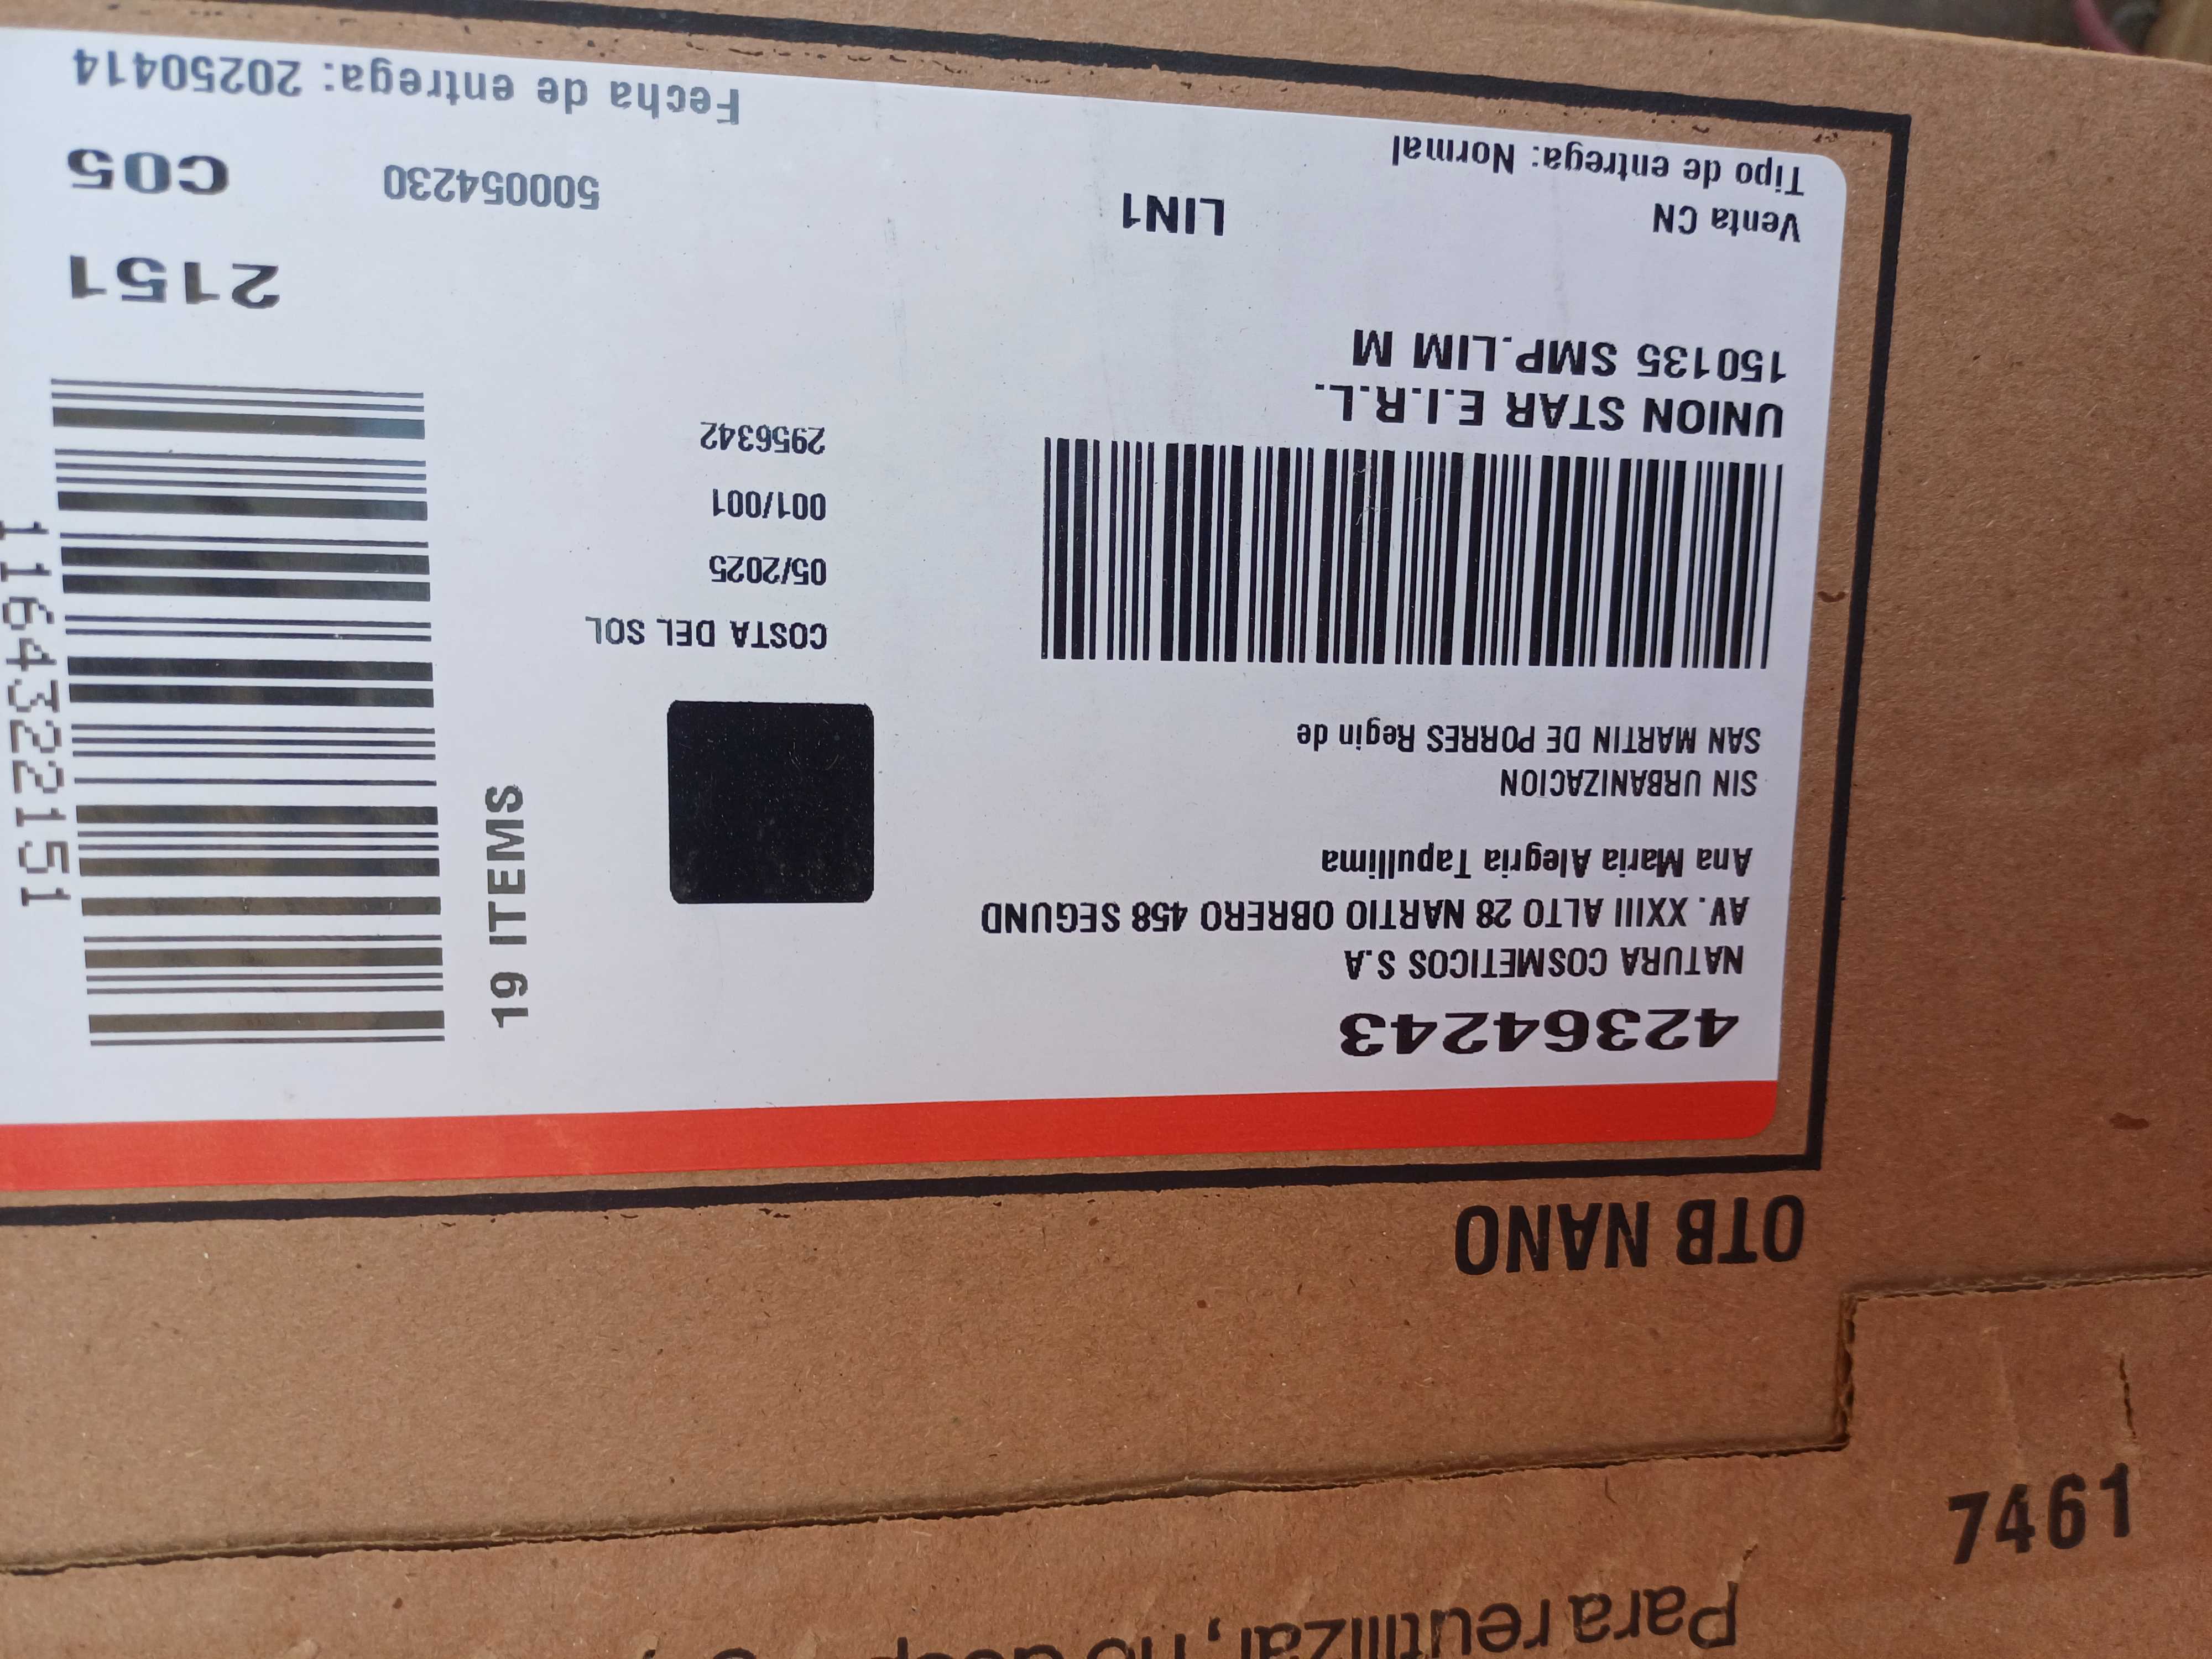 7461
Para reutilizar, no
OTB NANO
42364243
NATURA COSMETICOS S.A
AV. XXIII ALTO 28 NARTIO OBRERO 458 SEGUND
Ana Maria Alegria Tapullima
SIN URBANIZACION
SAN MARTIN DE PORRES Regin de
UNION STAR E.I.R.L.
150135 SMP.LIM M
Venta CN
LIN1
Tipo de entrega: Normal
COSTA DEL SOL
05/2025
001/001
2956342
19 ITEMS
1164322151
2151
500054230
C05
Fecha de entrega: 20250414